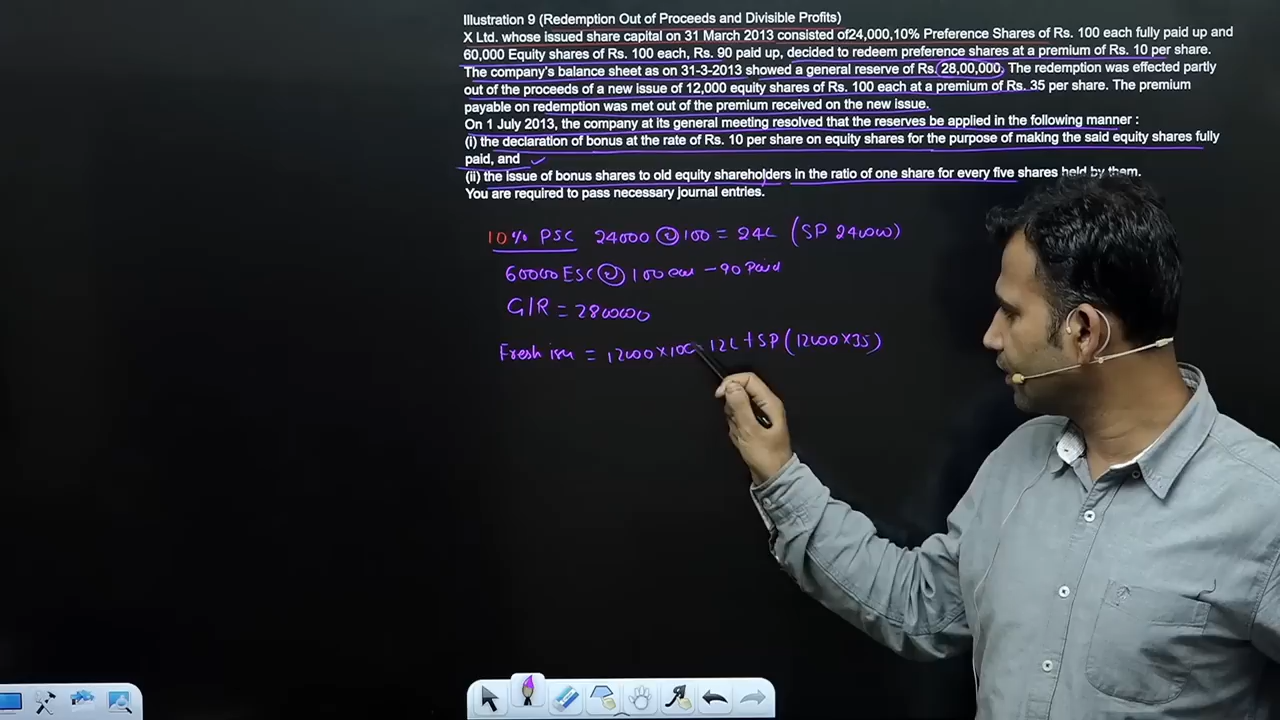 Illustration 9 (Redemption Out of Proceeds and Divisible Profits)
X Ltd. whose issued share capital on 31 March 2013 consisted of24,000,10% Preference Shares of Rs. 100 each fully paid up and
60,000 Equity shares of Rs. 100 each, Rs. 90 paid up, decided to redeem preference shares at a premium of Rs. 10 per share.
The company's balance sheet as on 31-3-2013 showed a general reserve of Rs. 28,00,000. The redemption was effected partly
out of the proceeds of a new issue of 12,000 equity shares of Rs. 100 each at a premium of Rs. 35 per share. The premium
payable on redemption was met out of the premium received on the new issue.
On 1 July 2013, the company at its general meeting resolved that the reserves be applied in the following manner :
(i) the declaration of bonus at the rate of Rs. 10 per share on equity shares for the purpose of making the said equity shares fully
paid, and
(ii) the issue of bonus shares to old equity shareholders in the ratio of one share for every five shares held by them.
You are required to pass necessary journal entries.
10% PSC 24000 @ 100 = 24L (SP 240000)
60000 ESC @ 100 each - 90 Paid
G/R = 2800000
Fresh issu = 12000×100 = 12L + SP (12000×35)